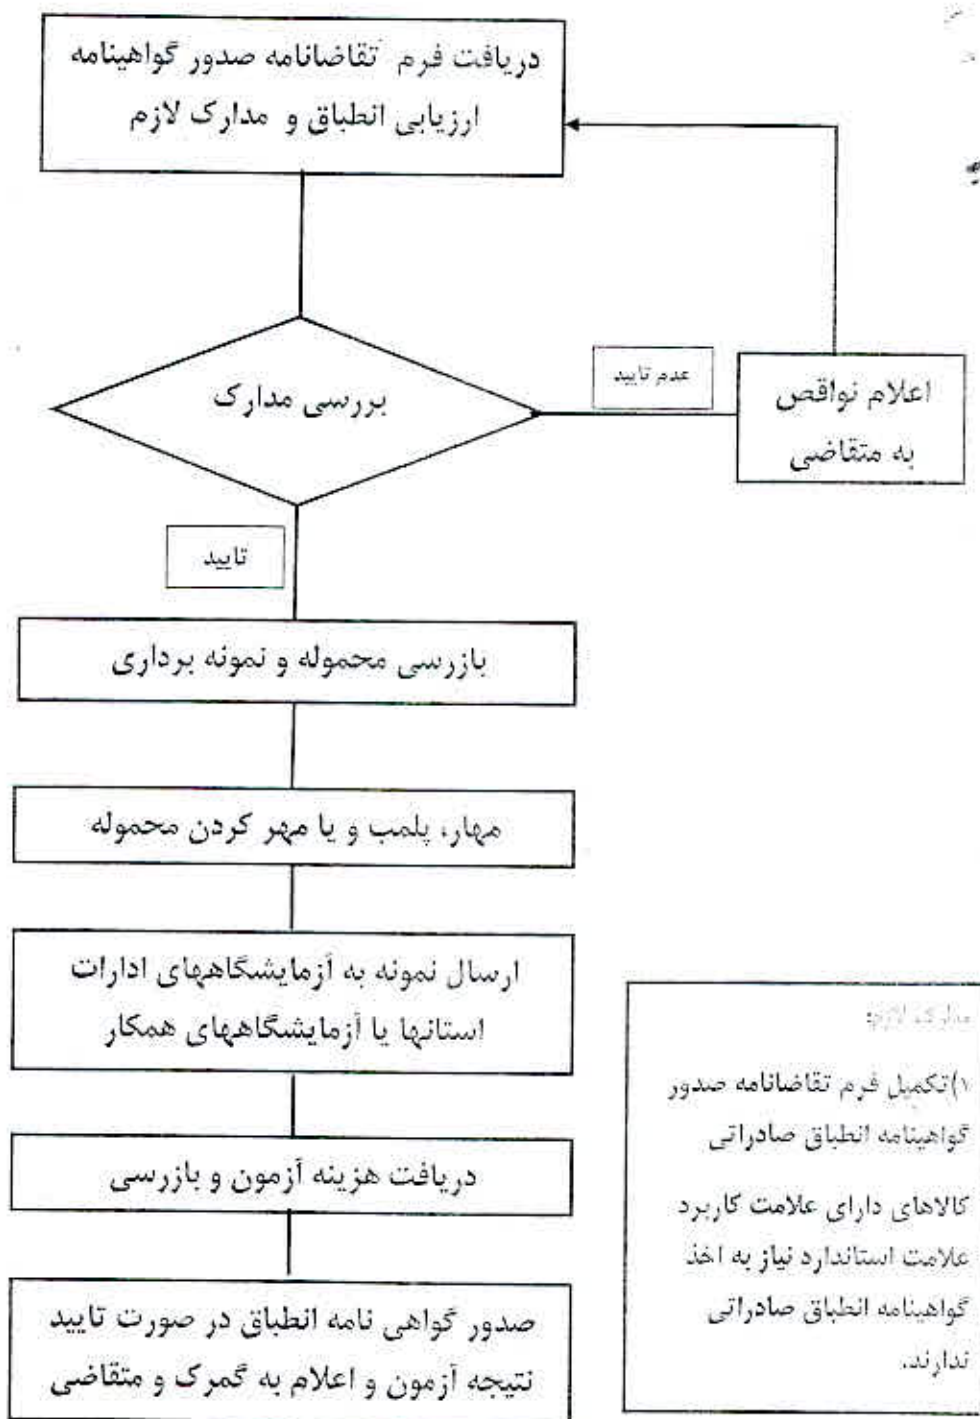 دریافت فرم تقاضانامه صدور گواهینامه
ارزیابی انطباق و مدارک لازم
بررسی مدارک
عدم تایید
اعلام نواقص
به متقاضی
تایید
بازرسی محموله و نمونه برداری
مهار، پلمب و یا مهر کردن محموله
ارسال نمونه به آزمایشگاههای ادارات
استانها یا آزمایشگاههای همکار
دریافت هزینه آزمون و بازرسی
صدور گواهی نامه انطباق در صورت تایید
نتیجه آزمون و اعلام به گمرک و متقاضی
مدارک لازم:
۱)تکمیل فرم تقاضانامه صدور
گواهینامه انطباق صادراتی
کالاهای دارای علامت کاربرد
علامت استاندارد نیاز به اخذ
گواهینامه انطباق صادراتی
ندارند.